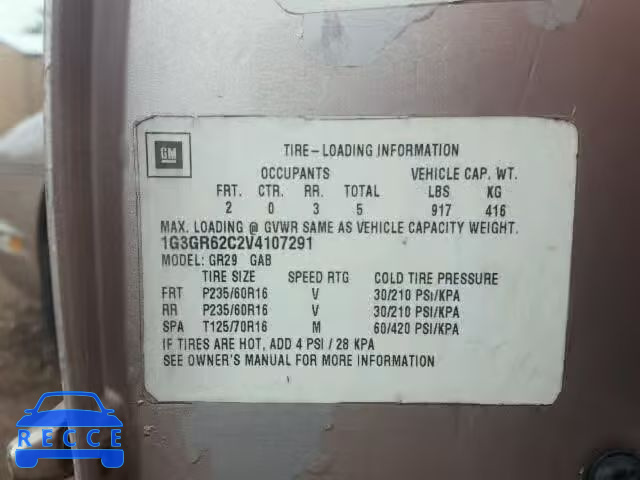 GM
TIRE-LOADING INFORMATION
OCCUPANTS VEHICLE CAP. WT.
FRT. CTR. RR. TOTAL LBS KG
2 0 3 5 917 416
MAX. LOADING @ GVWR SAME AS VEHICLE CAPACITY WEIGHT.
1G3GR62C2V4107291
MODEL: GR29 GAB
TIRE SIZE SPEED RTG COLD TIRE PRESSURE
FRT P235/60R16 V 30/210 PSI/KPA
RR P235/60R16 V 30/210 PSI/KPA
SPA T125/70R16 M 60/420 PSI/KPA
IF TIRES ARE HOT, ADD 4 PSI / 28 KPA
SEE OWNER'S MANUAL FOR MORE INFORMATION
RECCE